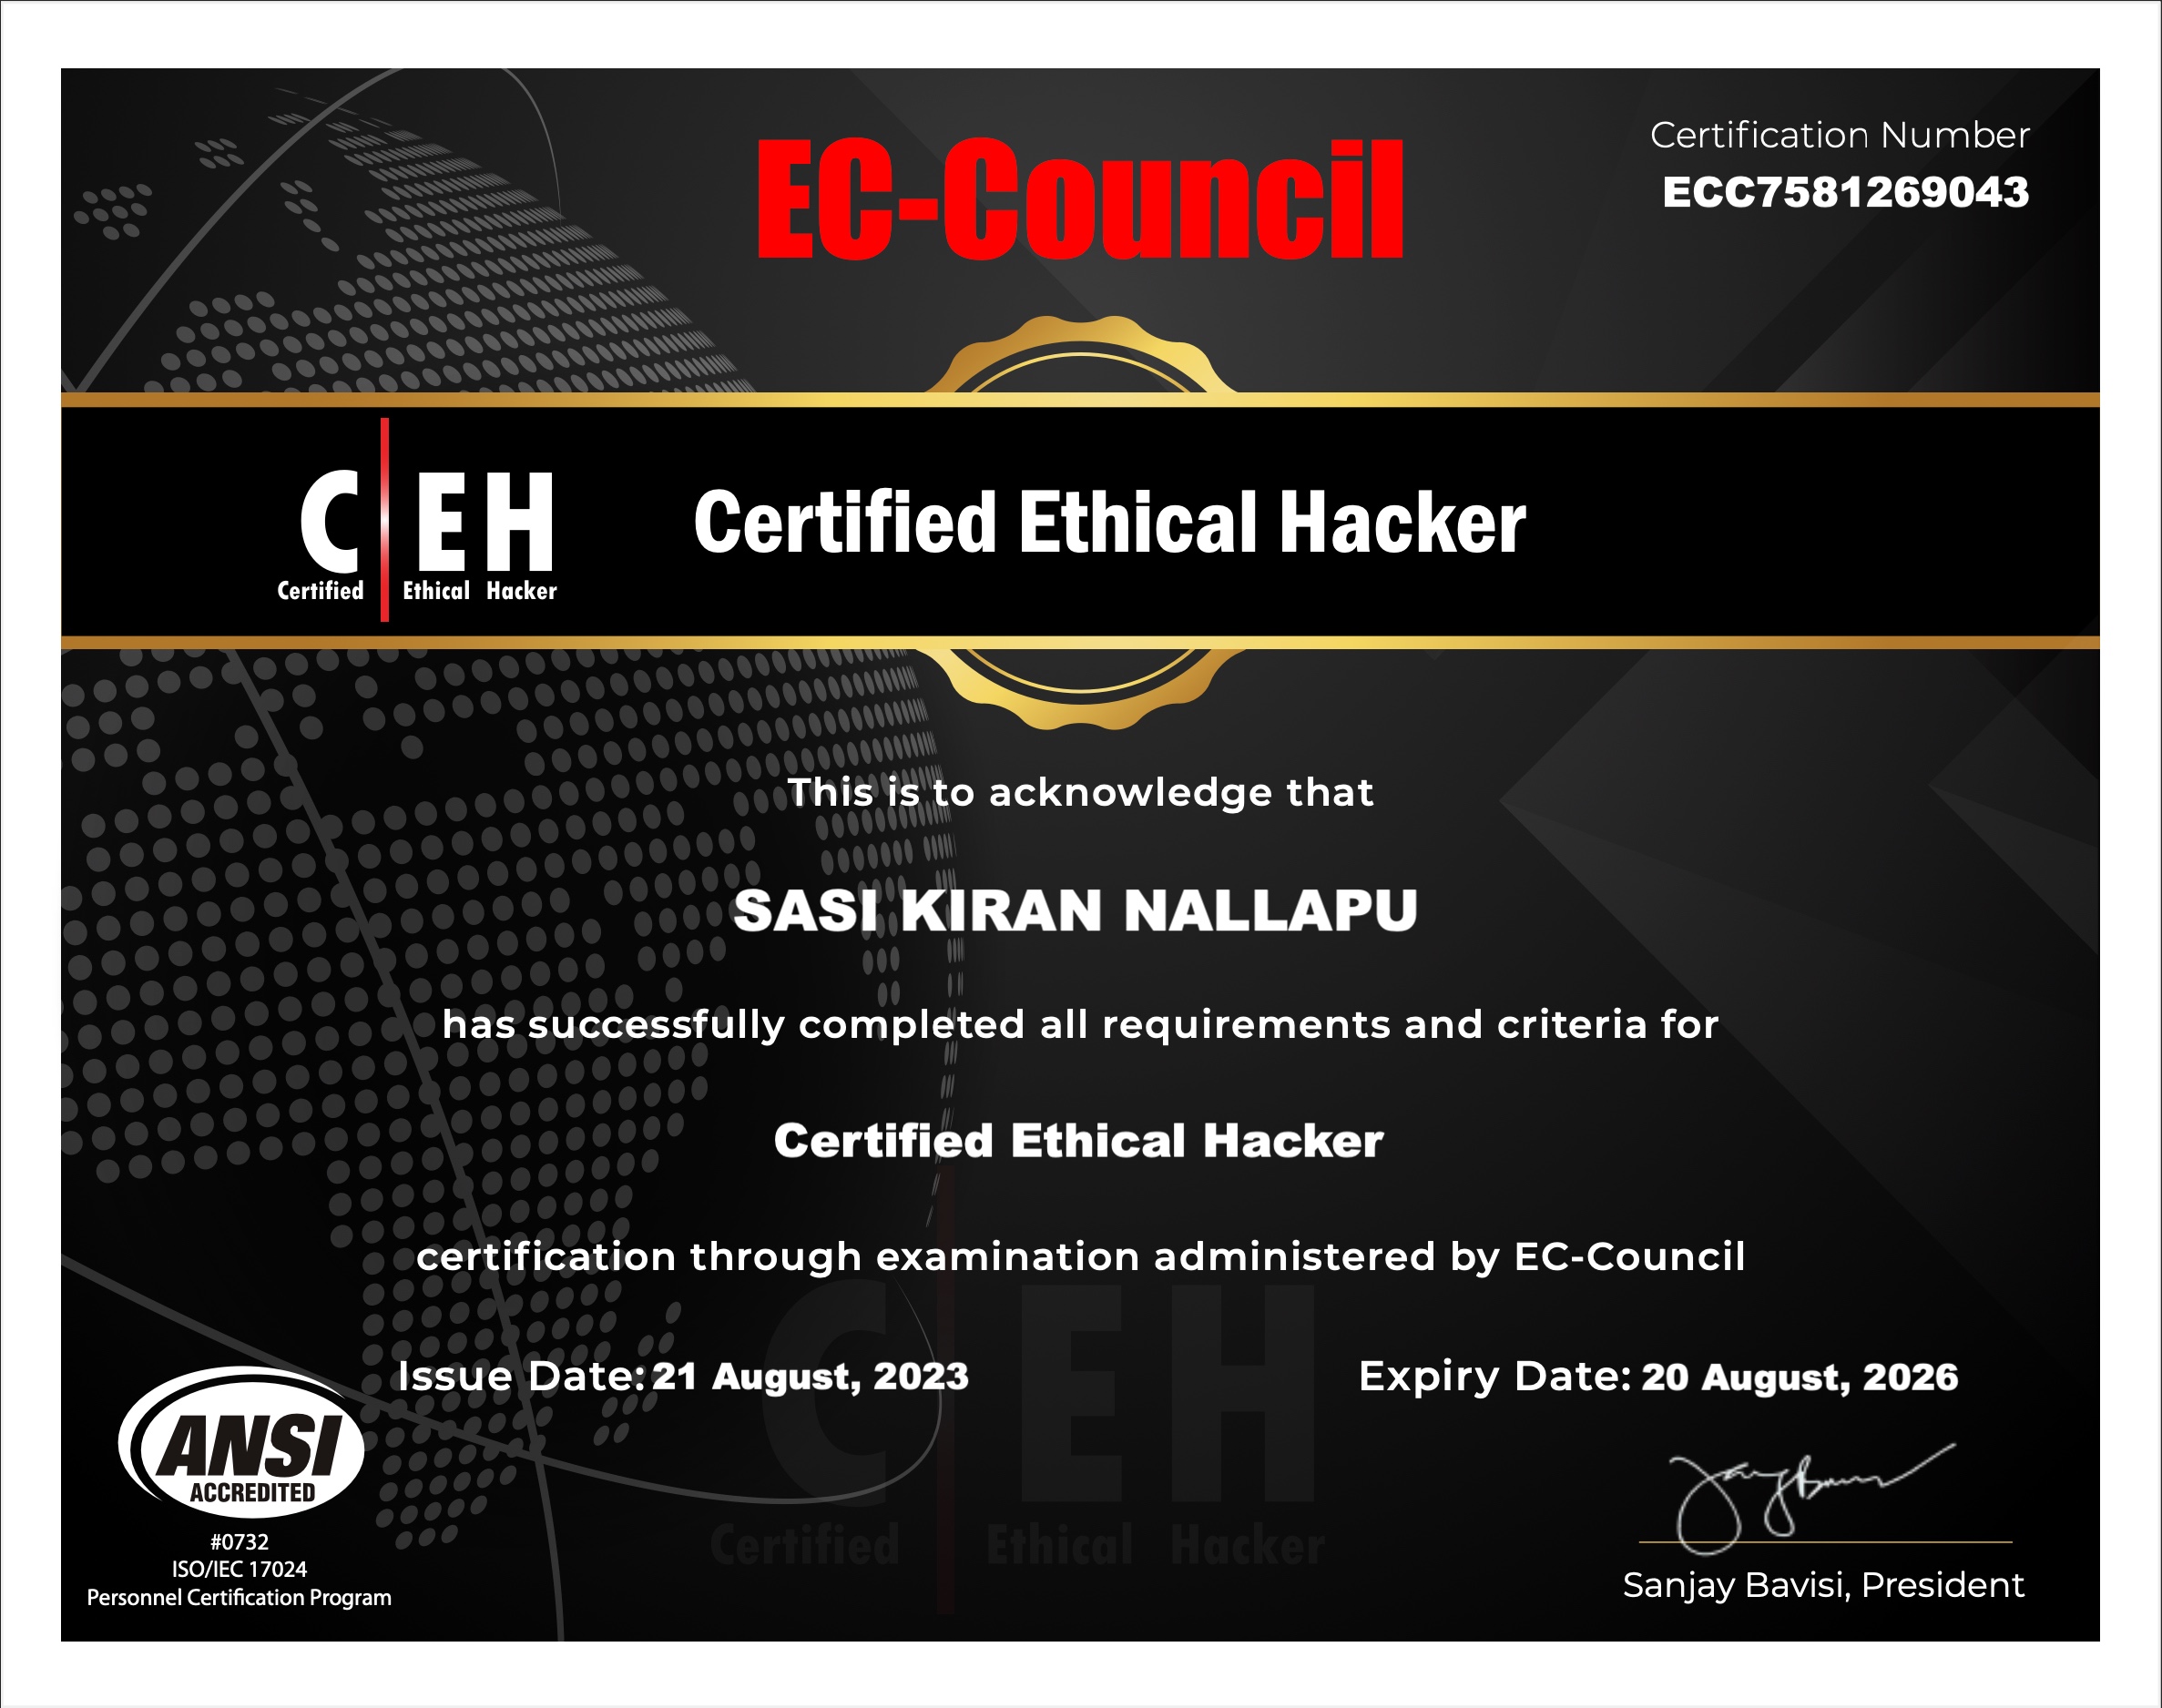 EC-Council
Certification Number
ECC7581269043
C EH
Certified Ethical Hacker
Certified Ethical Hacker
This is to acknowledge that
SASI KIRAN NALLAPU
has successfully completed all requirements and criteria for
Certified Ethical Hacker
certification through examination administered by EC-Council
Issue Date: 21 August, 2023
Expiry Date: 20 August, 2026
C EH
Certified Ethical Hacker
ANSI
ACCREDITED
#0732
ISO/IEC 17024
Personnel Certification Program
Sanjay Bavisi, President